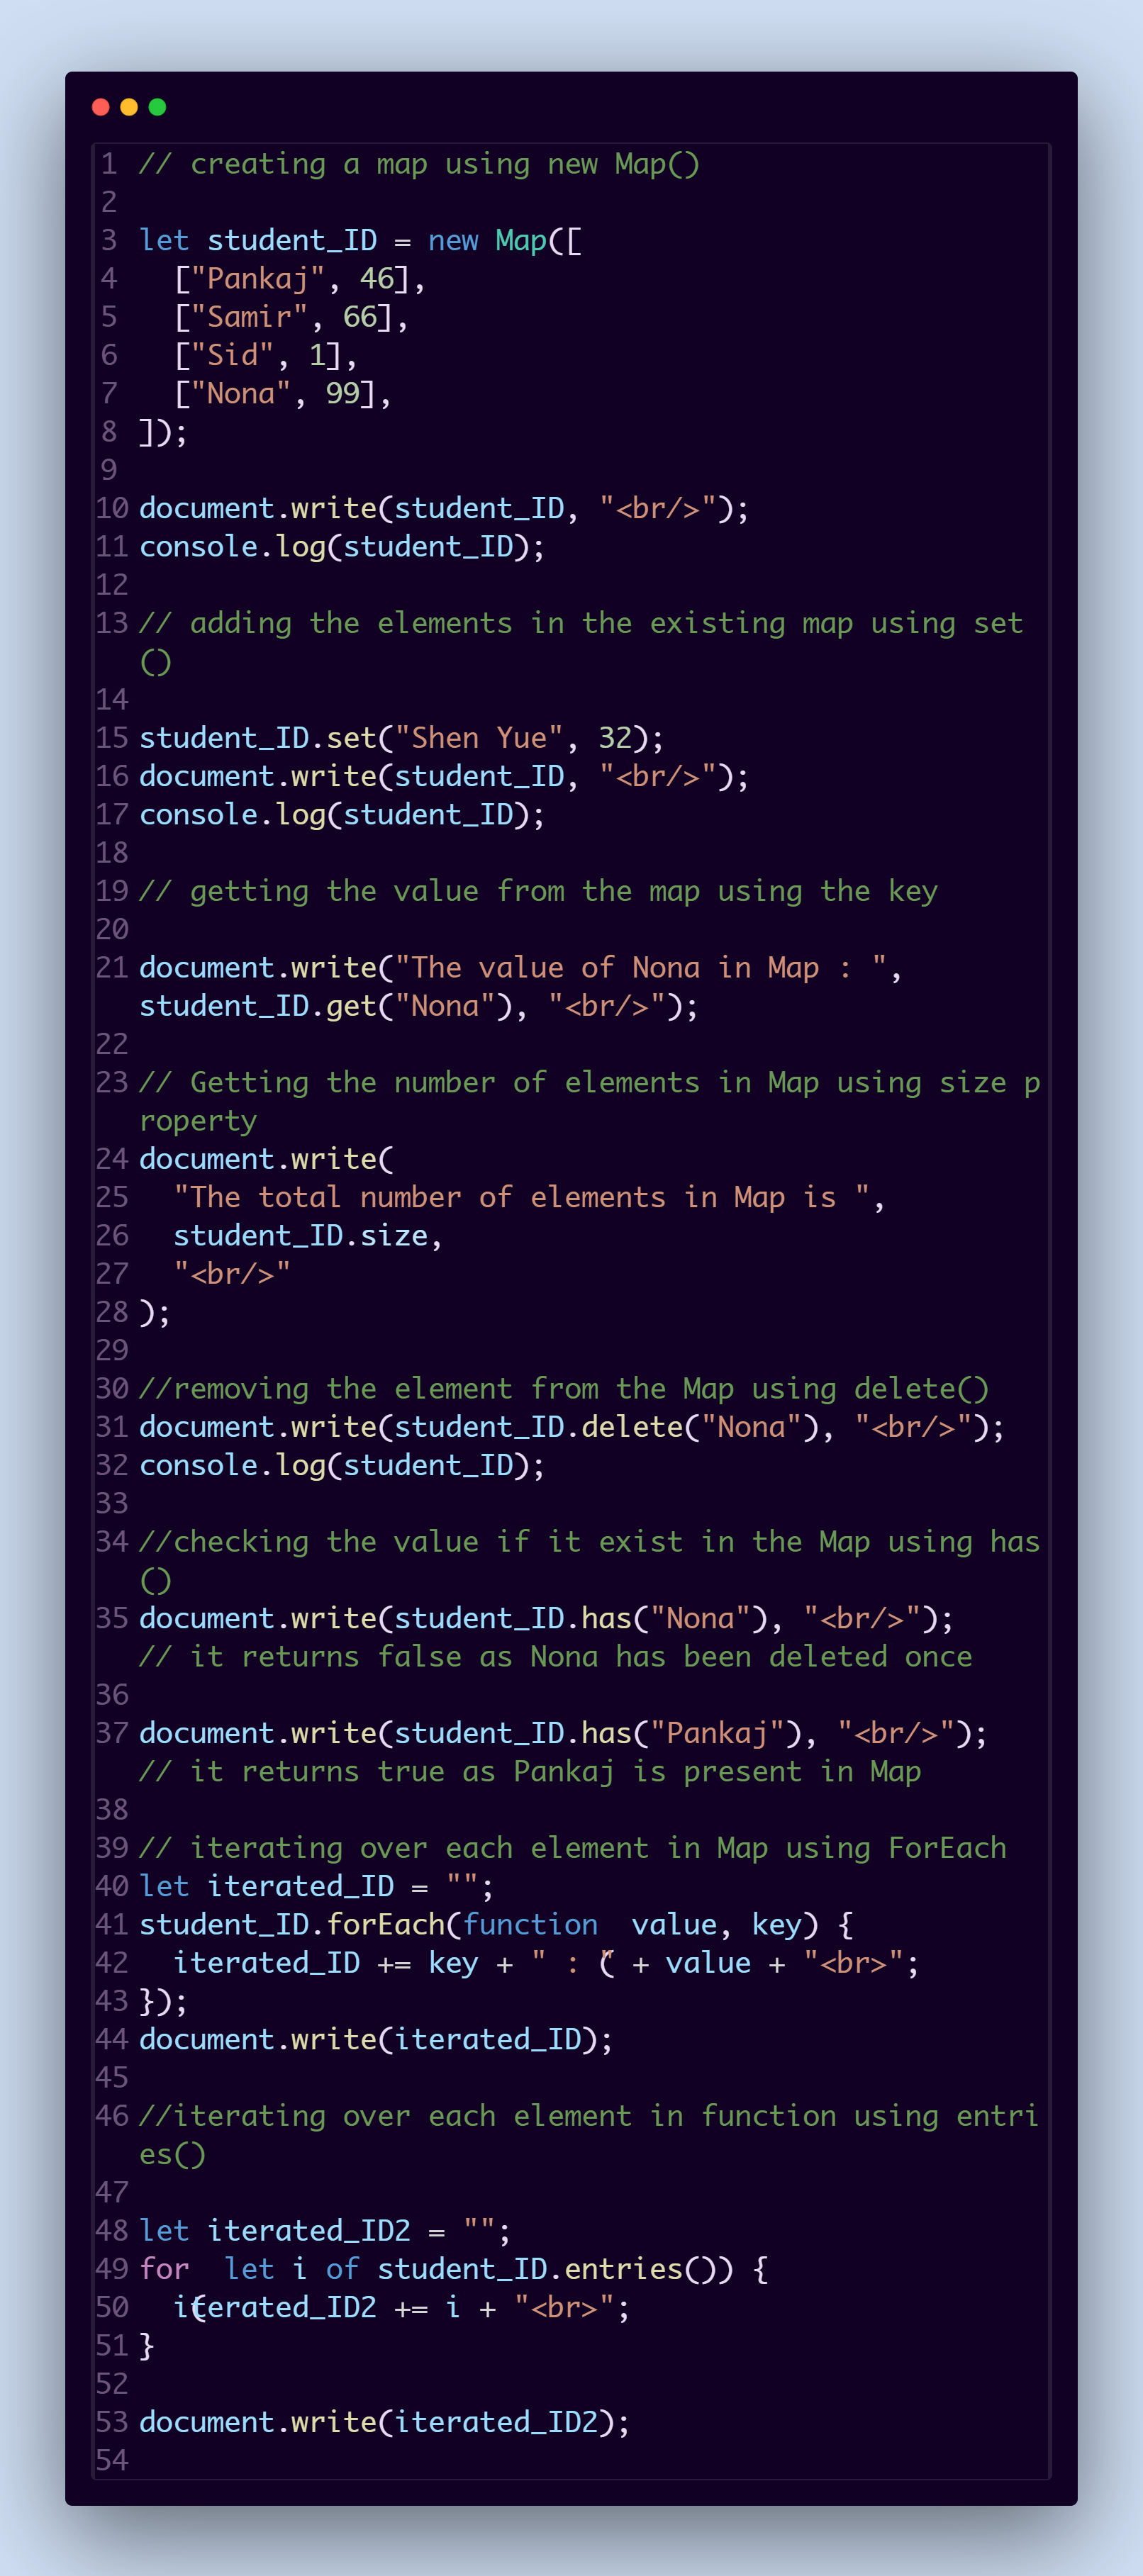 1 // creating a map using new Map()
2
3 let student_ID = new Map([
4   ["Pankaj", 46],
5   ["Samir", 66],
6   ["Sid", 1],
7   ["Nona", 99],
8 ]);
9
10 document.write(student_ID, "<br/>");
11 console.log(student_ID);
12
13 // adding the elements in the existing map using set
()
14
15 student_ID.set("Shen Yue", 32);
16 document.write(student_ID, "<br/>");
17 console.log(student_ID);
18
19 // getting the value from the map using the key
20
21 document.write("The value of Nona in Map : ",
student_ID.get("Nona"), "<br/>");
22
23 // Getting the number of elements in Map using size p
roperty
24 document.write(
25   "The total number of elements in Map is ",
26   student_ID.size,
27   "<br/>"
28 );
29
30 //removing the element from the Map using delete()
31 document.write(student_ID.delete("Nona"), "<br/>");
32 console.log(student_ID);
33
34 //checking the value if it exist in the Map using has
()
35 document.write(student_ID.has("Nona"), "<br/>");
// it returns false as Nona has been deleted once
36
37 document.write(student_ID.has("Pankaj"), "<br/>");
// it returns true as Pankaj is present in Map
38
39 // iterating over each element in Map using ForEach
40 let iterated_ID = "";
41 student_ID.forEach(function  value, key) {
42   iterated_ID += key + " : "( + value + "<br>";
43 });
44 document.write(iterated_ID);
45
46 //iterating over each element in function using entri
es()
47
48 let iterated_ID2 = "";
49 for  let i of student_ID.entries()) {
50   (iterated_ID2 += i + "<br>";
51 }
52
53 document.write(iterated_ID2);
54